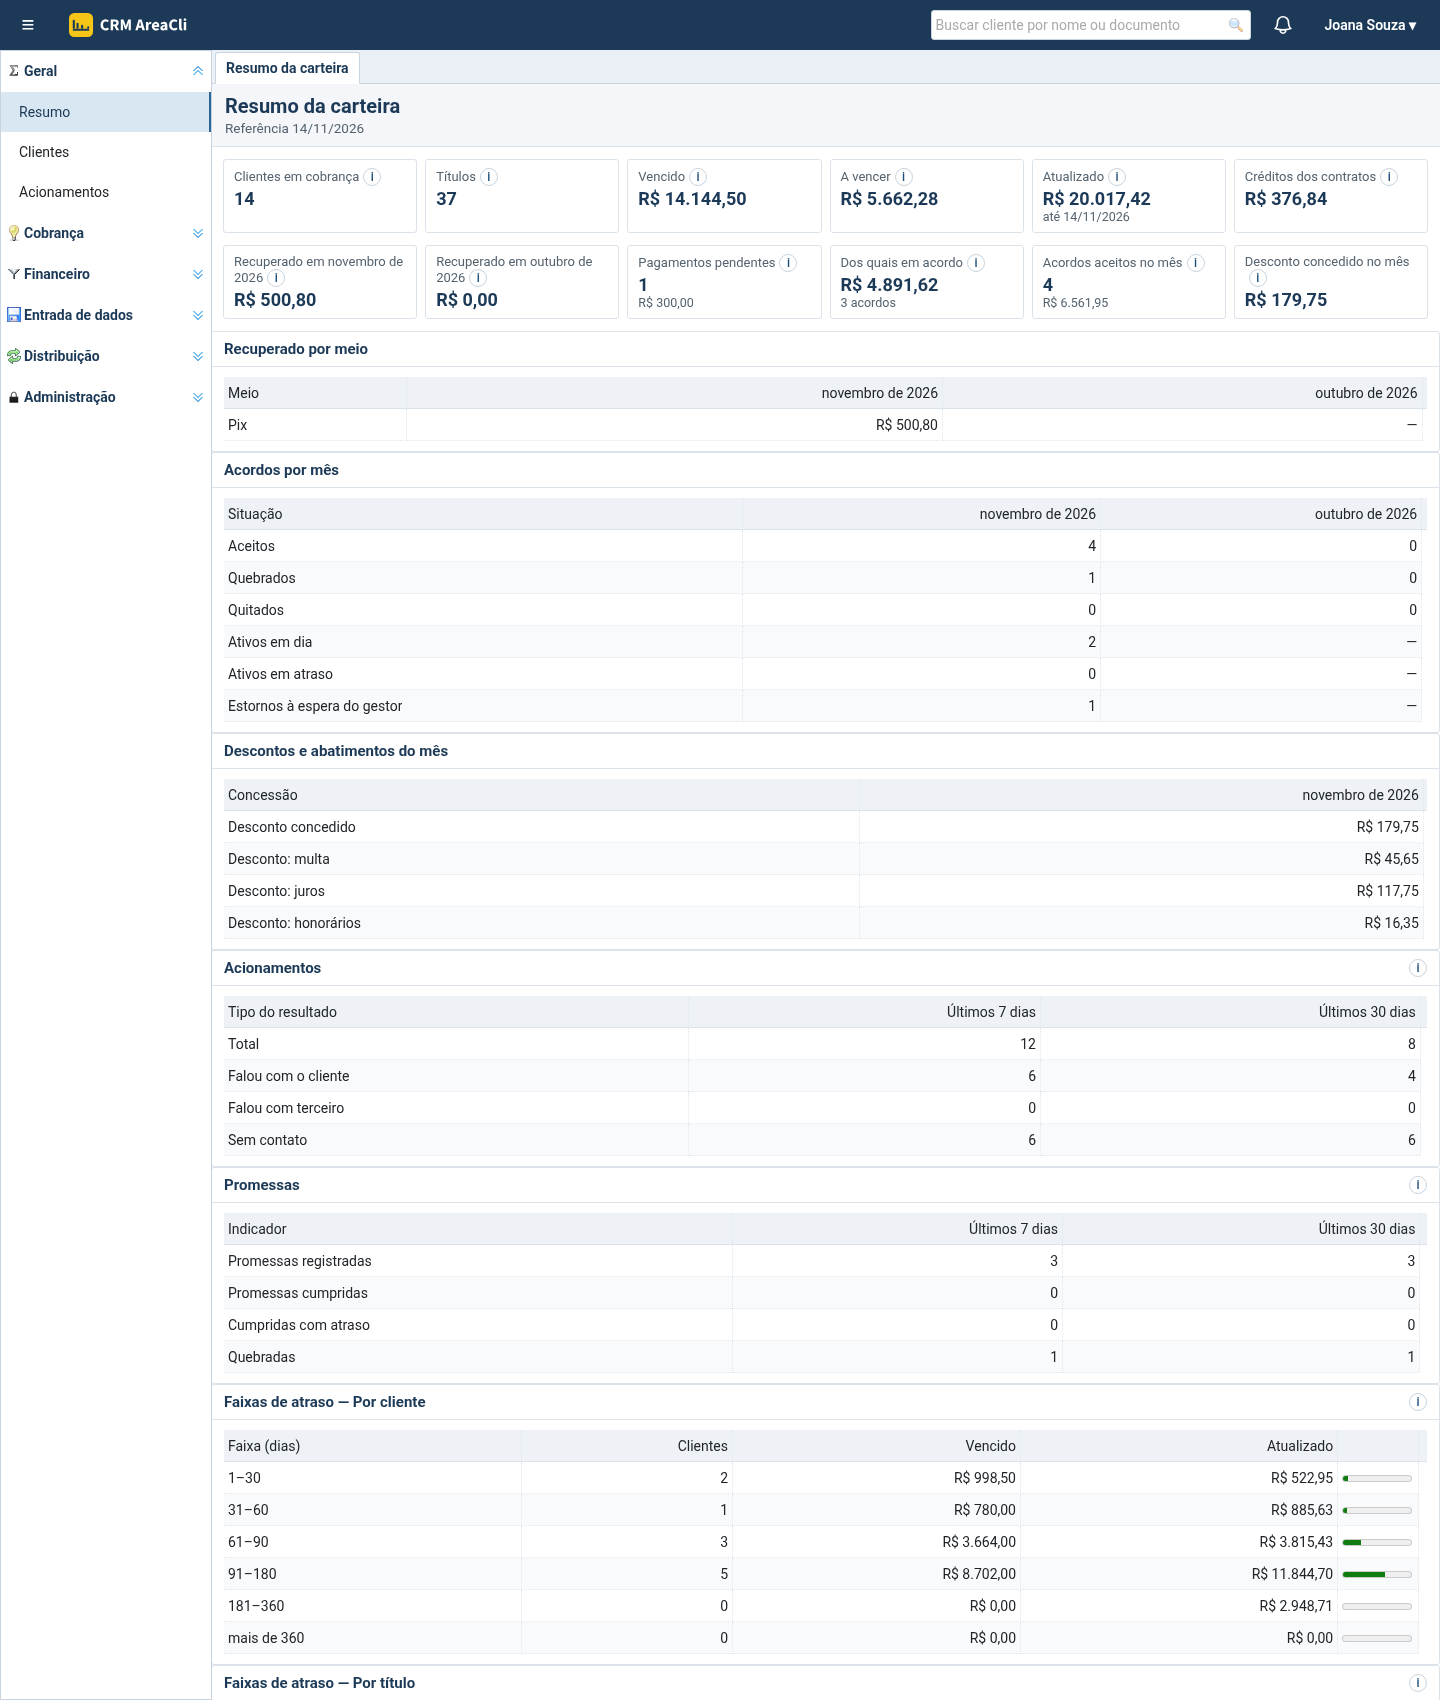 ≡ CRM AreaCli Buscar cliente por nome ou documento Joana Souza ▾
Σ Geral
Resumo
Clientes
Acionamentos
Cobrança
Financeiro
Entrada de dados
Distribuição
Administração
Resumo da carteira
Resumo da carteira
Referência 14/11/2026
Clientes em cobrança i
14
Títulos i
37
Vencido i
R$ 14.144,50
A vencer i
R$ 5.662,28
Atualizado i
R$ 20.017,42
até 14/11/2026
Créditos dos contratos i
R$ 376,84
Recuperado em novembro de
2026 i
R$ 500,80
Recuperado em outubro de
2026 i
R$ 0,00
Pagamentos pendentes i
1
R$ 300,00
Dos quais em acordo i
R$ 4.891,62
3 acordos
Acordos aceitos no mês i
4
R$ 6.561,95
Desconto concedido no mês
i
R$ 179,75
Recuperado por meio
Meio novembro de 2026 outubro de 2026
Pix R$ 500,80 —
Acordos por mês
Situação novembro de 2026 outubro de 2026
Aceitos 4 0
Quebrados 1 0
Quitados 0 0
Ativos em dia 2 —
Ativos em atraso 0 —
Estornos à espera do gestor 1 —
Descontos e abatimentos do mês
Concessão novembro de 2026
Desconto concedido R$ 179,75
Desconto: multa R$ 45,65
Desconto: juros R$ 117,75
Desconto: honorários R$ 16,35
Acionamentos i
Tipo do resultado Últimos 7 dias Últimos 30 dias
Total 12 8
Falou com o cliente 6 4
Falou com terceiro 0 0
Sem contato 6 6
Promessas i
Indicador Últimos 7 dias Últimos 30 dias
Promessas registradas 3 3
Promessas cumpridas 0 0
Cumpridas com atraso 0 0
Quebradas 1 1
Faixas de atraso — Por cliente i
Faixa (dias) Clientes Vencido Atualizado
1–30 2 R$ 998,50 R$ 522,95
31–60 1 R$ 780,00 R$ 885,63
61–90 3 R$ 3.664,00 R$ 3.815,43
91–180 5 R$ 8.702,00 R$ 11.844,70
181–360 0 R$ 0,00 R$ 2.948,71
mais de 360 0 R$ 0,00 R$ 0,00
Faixas de atraso — Por título i